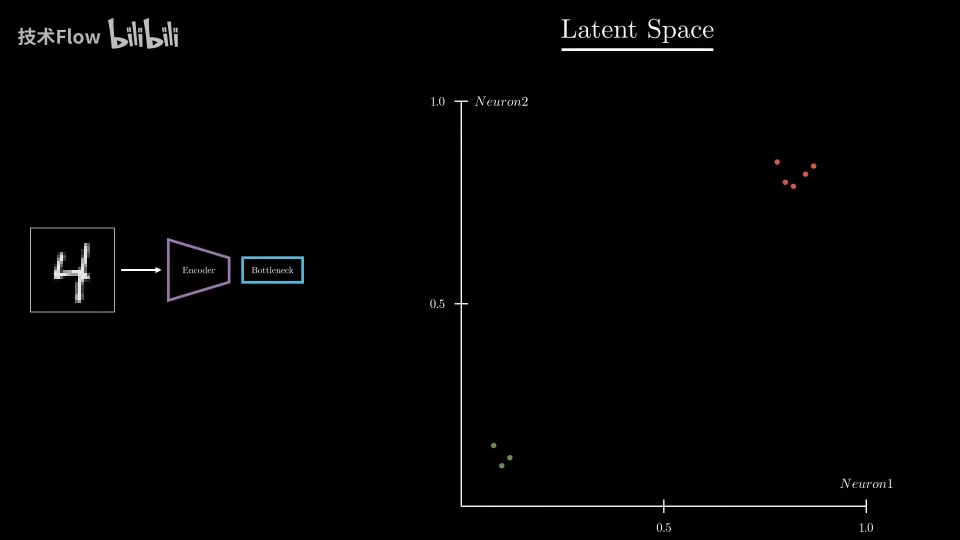 技术Flow bilibili
Latent Space
1.0 Neuron2
4
Encoder Bottleneck
0.5
Neuron1
0.5 1.0